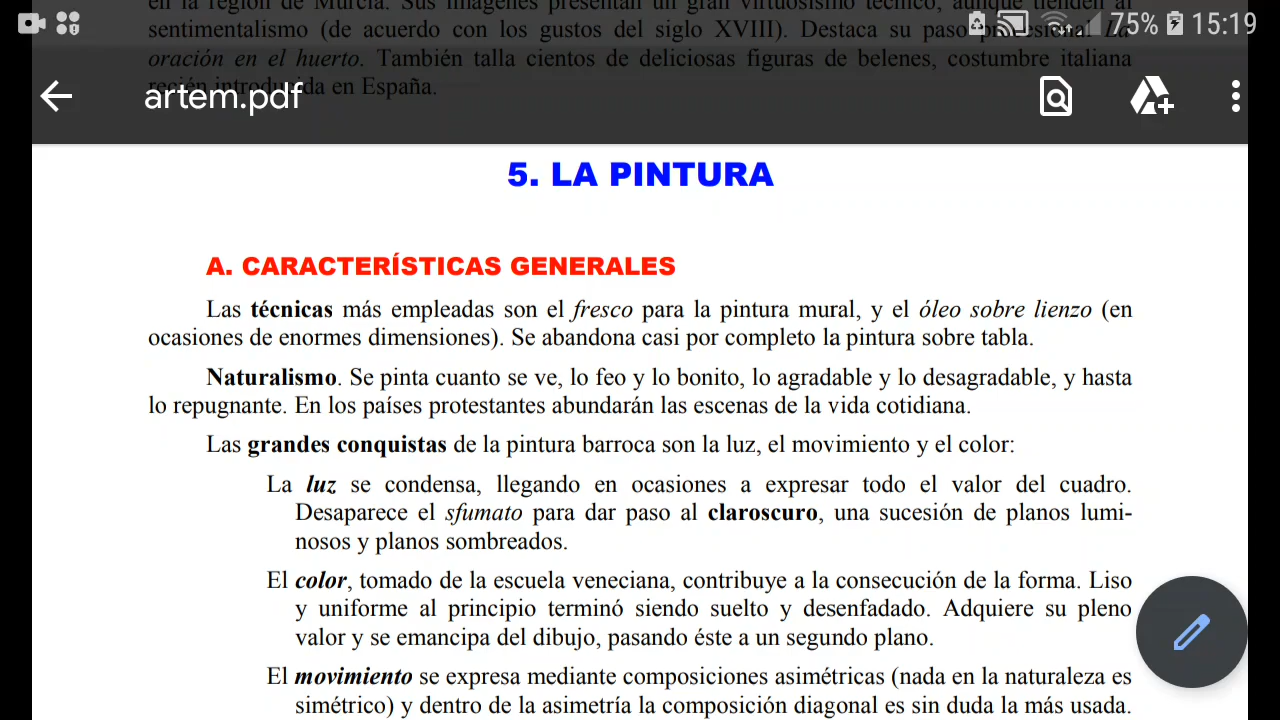 en la región de Murcia. Sus imágenes presentan un gran virtuosismo técnico, aunque tienden al
75% 15:19
sentimentalismo (de acuerdo con los gustos del siglo XVIII). Destaca su paso procesional La
oración en el huerto. También talla cientos de deliciosas figuras de belenes, costumbre italiana
recién introducida en España.
artem.pdf
5. LA PINTURA
A. CARACTERÍSTICAS GENERALES
Las técnicas más empleadas son el fresco para la pintura mural, y el óleo sobre lienzo (en
ocasiones de enormes dimensiones). Se abandona casi por completo la pintura sobre tabla.
Naturalismo. Se pinta cuanto se ve, lo feo y lo bonito, lo agradable y lo desagradable, y hasta
lo repugnante. En los países protestantes abundarán las escenas de la vida cotidiana.
Las grandes conquistas de la pintura barroca son la luz, el movimiento y el color:
La luz se condensa, llegando en ocasiones a expresar todo el valor del cuadro.
Desaparece el sfumato para dar paso al claroscuro, una sucesión de planos lumi-
nosos y planos sombreados.
El color, tomado de la escuela veneciana, contribuye a la consecución de la forma. Liso
y uniforme al principio terminó siendo suelto y desenfadado. Adquiere su pleno
valor y se emancipa del dibujo, pasando éste a un segundo plano.
El movimiento se expresa mediante composiciones asimétricas (nada en la naturaleza es
simétrico) y dentro de la asimetría la composición diagonal es sin duda la más usada.